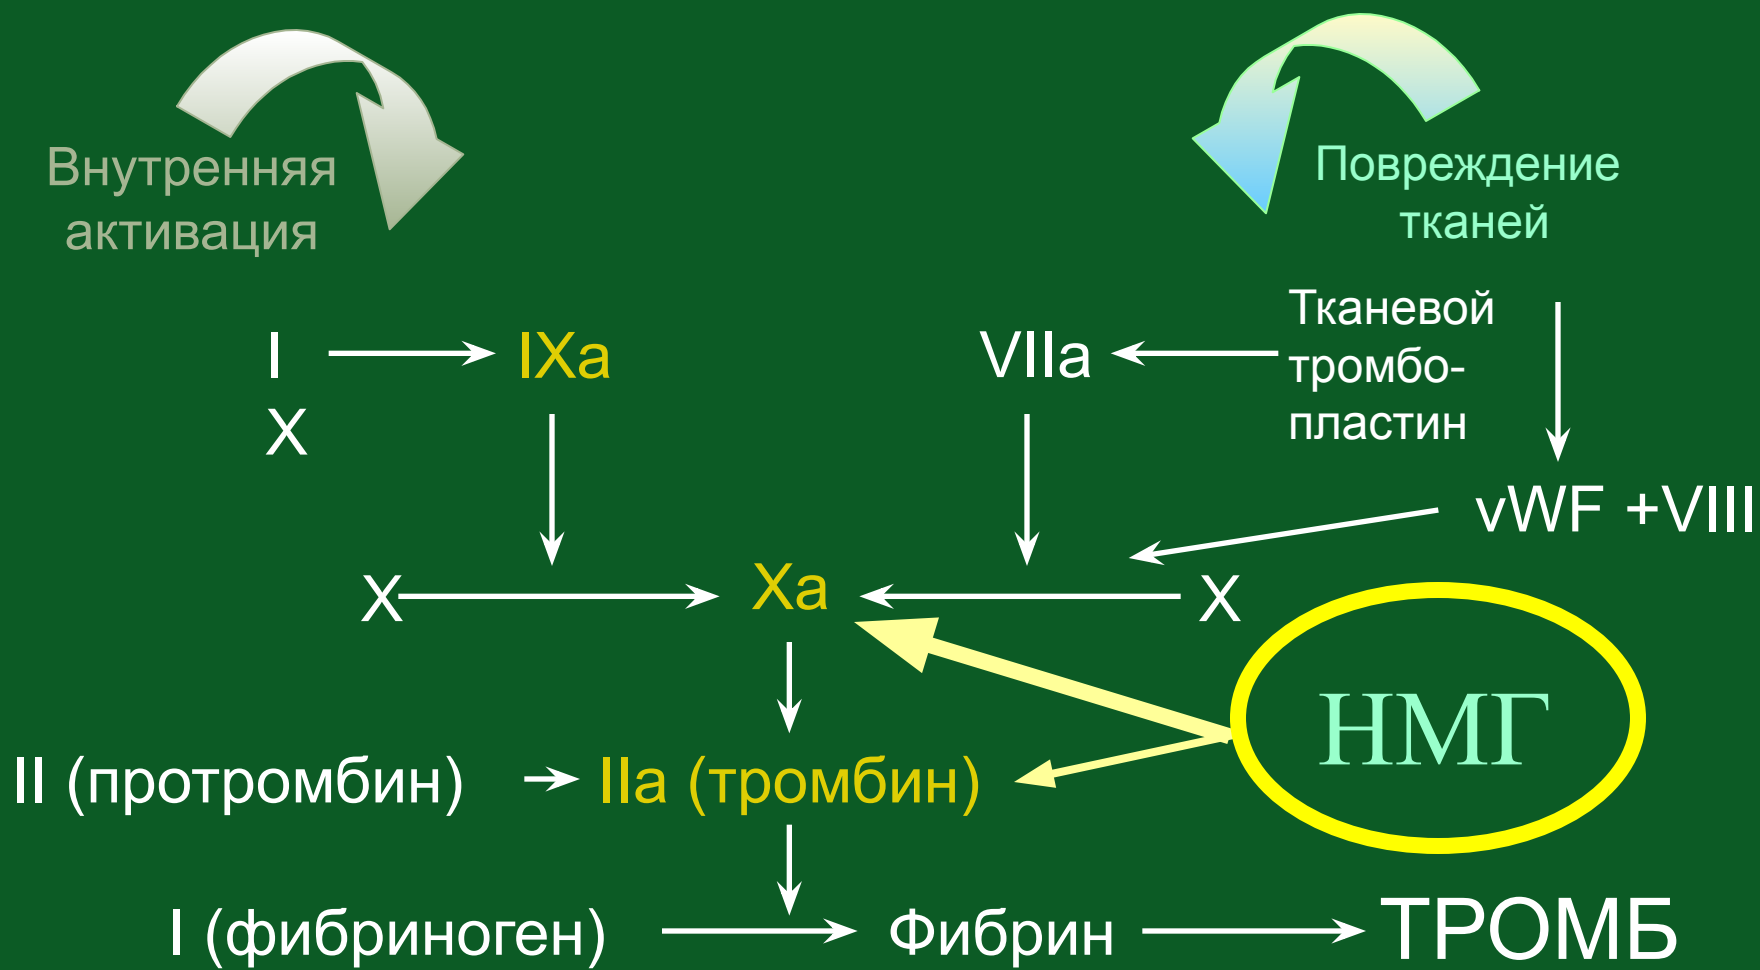 Внутренняя
активация
Повреждение
тканей
I
X
IXa
VIIa
Тканевой
тромбо-
пластин
vWF +VIII
X
Xa
X
НМГ
II (протромбин)
IIa (тромбин)
I (фибриноген)
Фибрин
ТРОМБ